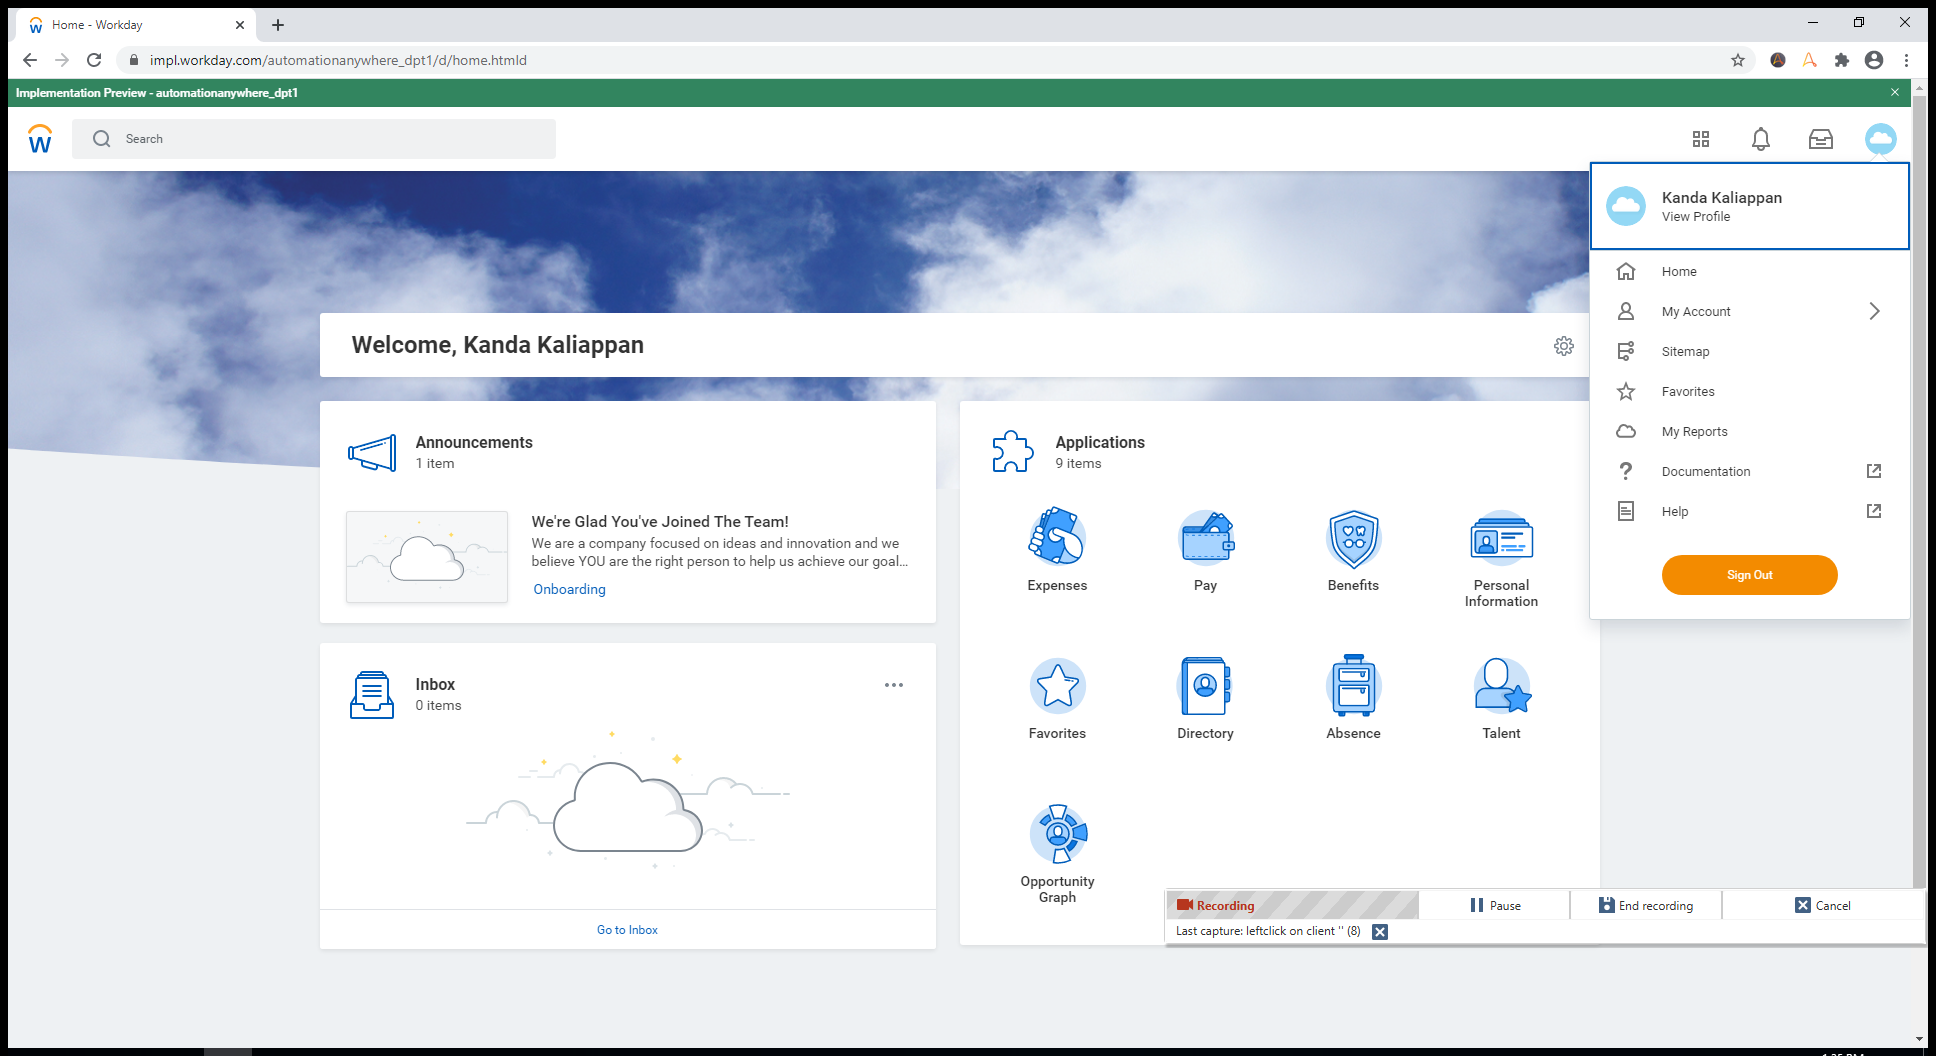 Home - Workday
impl.workday.com/automationanywhere_dpt1/d/home.htmld
Implementation Preview - automationanywhere_dpt1
Search
Kanda Kaliappan
View Profile
Home
My Account
Sitemap
Favorites
My Reports
Documentation
Help
Sign Out
Welcome, Kanda Kaliappan
Announcements
1 item
We're Glad You've Joined The Team!
We are a company focused on ideas and innovation and we
believe YOU are the right person to help us achieve our goal...
Onboarding
Inbox
0 items
Go to Inbox
Applications
9 items
Expenses
Pay
Benefits
Personal
Information
Favorites
Directory
Absence
Talent
Opportunity
Graph
Recording
Pause
End recording
Cancel
Last capture: leftclick on client '' (8)